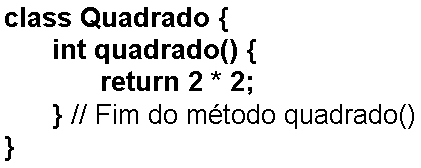 class Quadrado {
int quadrado() {
return 2 * 2;
} // Fim do método quadrado()
}